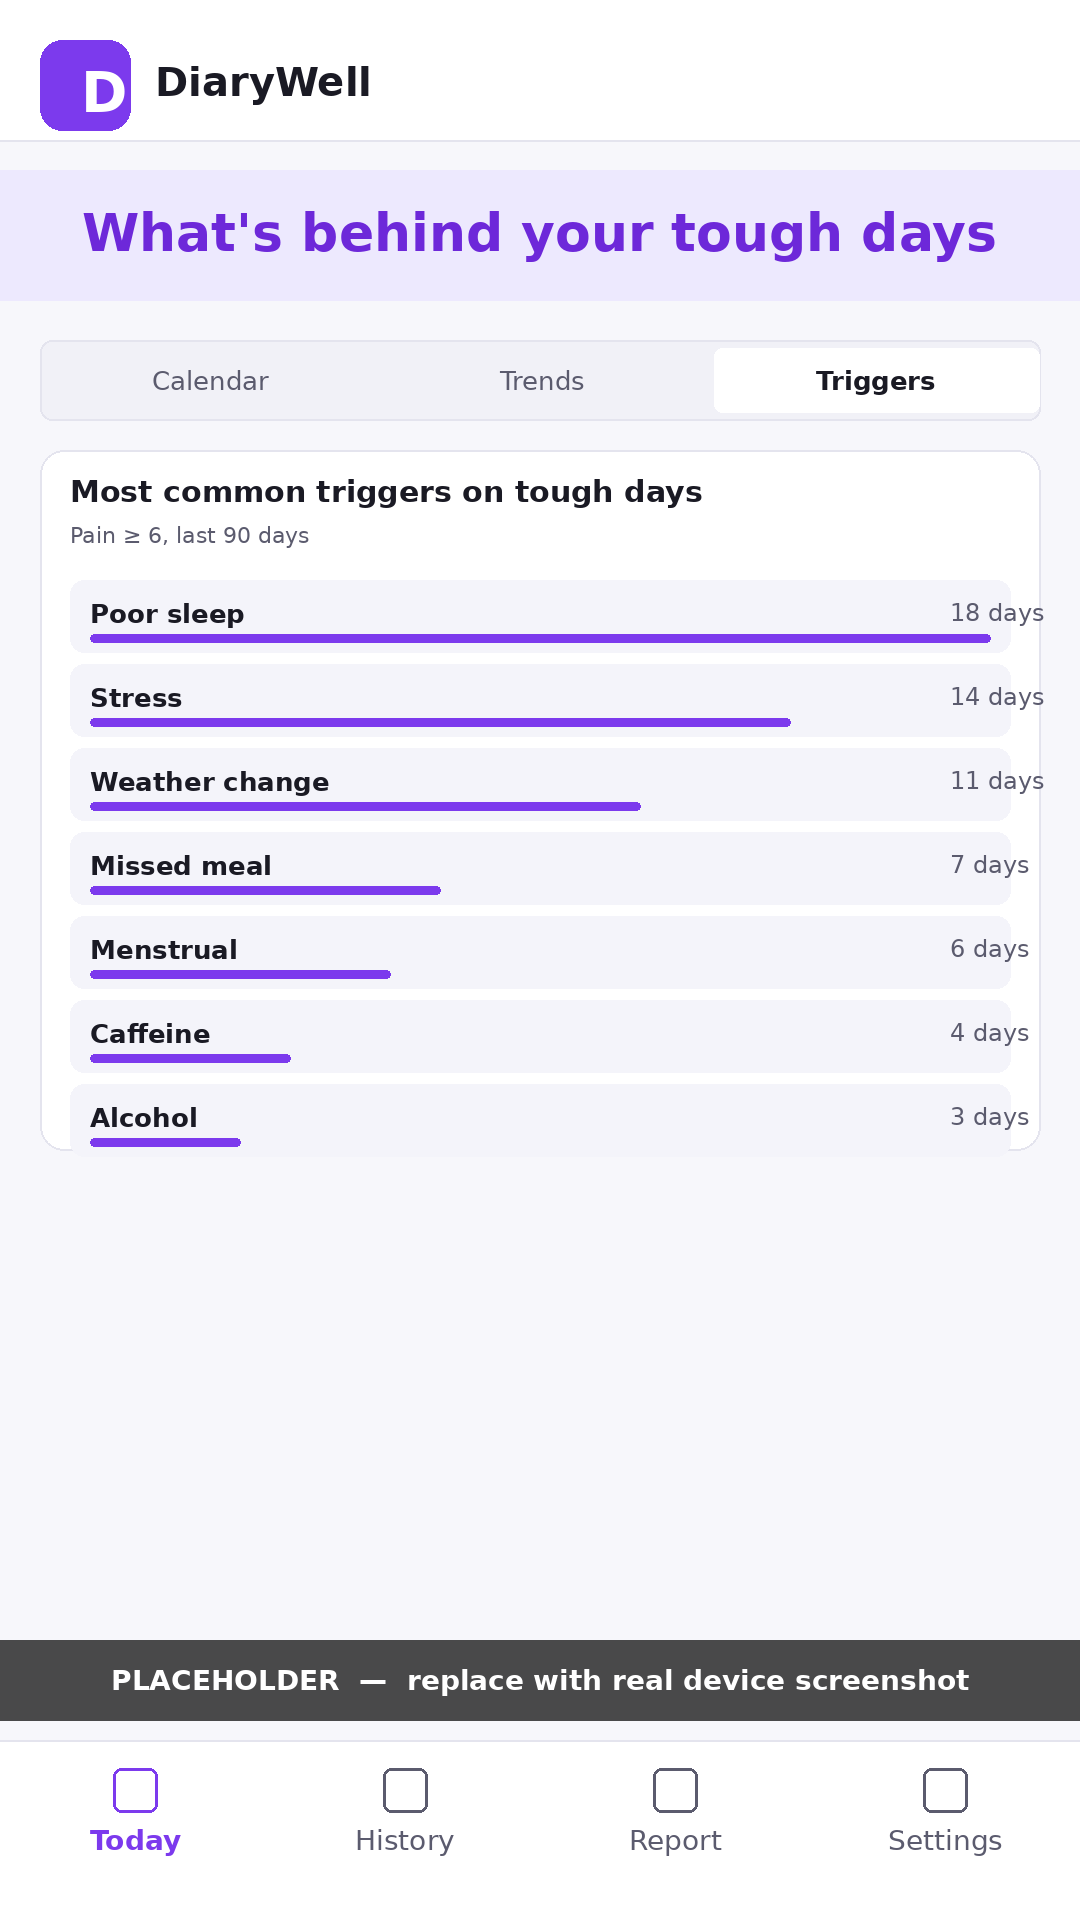 D DiaryWell
What's behind your tough days
Calendar Trends Triggers
Most common triggers on tough days
Pain ≥ 6, last 90 days
Poor sleep 18 days
Stress 14 days
Weather change 11 days
Missed meal 7 days
Menstrual 6 days
Caffeine 4 days
Alcohol 3 days
PLACEHOLDER — replace with real device screenshot
Today History Report Settings